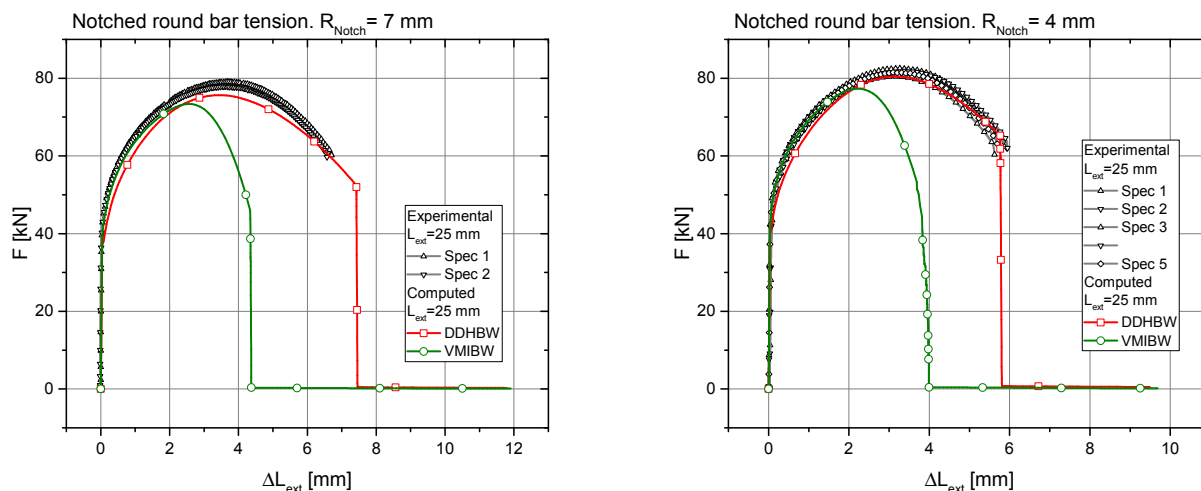 Notched round bar tension. R_Notch= 7 mm
F [kN]
80
60
40
20
0
0 2 4 6 8 10 12
ΔL_ext [mm]
Experimental
L_ext=25 mm
Spec 1
Spec 2
Computed
L_ext=25 mm
DDHBW
VMIBW
Notched round bar tension. R_Notch= 4 mm
F [kN]
80
60
40
20
0
0 2 4 6 8 10
ΔL_ext [mm]
Experimental
L_ext=25 mm
Spec 1
Spec 2
Spec 3
Spec 5
Computed
L_ext=25 mm
DDHBW
VMIBW